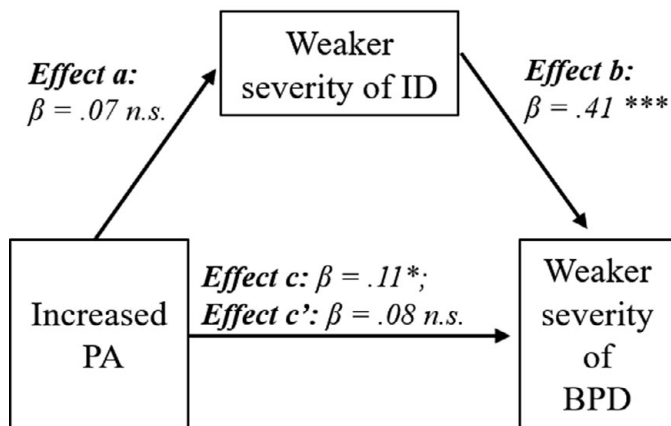 Weaker
severity of ID
Effect a:
β = .07 n.s.
Effect b:
β = .41 ***
Increased
PA
Effect c: β = .11*;
Effect c’: β = .08 n.s.
Weaker
severity
of
BPD